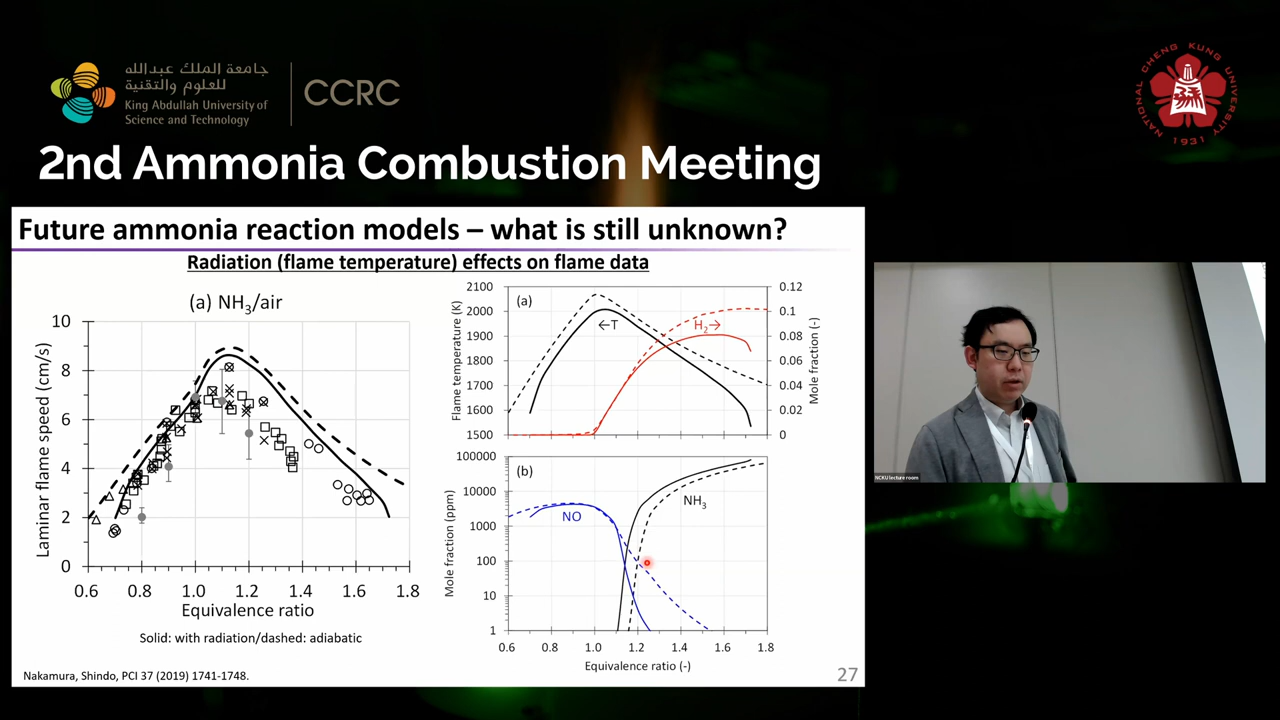 جامعة الملك عبدالله
للعلوم والتقنية
King Abdullah University of
Science and Technology
CCRC
NATIONAL CHENG KUNG UNIVERSITY
1931
2nd Ammonia Combustion Meeting
Future ammonia reaction models – what is still unknown?
Radiation (flame temperature) effects on flame data
(a) NH₃/air
Laminar flame speed (cm/s)
10
8
6
4
2
0
0.6 0.8 1.0 1.2 1.4 1.6 1.8
Equivalence ratio
Solid: with radiation/dashed: adiabatic
(a)
Flame temperature (K)
2100
2000
1900
1800
1700
1600
1500
←T
H₂→
0.12
0.1
0.08
0.06
0.04
0.02
0
Mole fraction (-)
(b)
Mole fraction (ppm)
100000
10000
1000
100
10
1
NO
NH₃
0.6 0.8 1.0 1.2 1.4 1.6 1.8
Equivalence ratio (-)
Nakamura, Shindo, PCI 37 (2019) 1741-1748.
27
NCKU lecture room